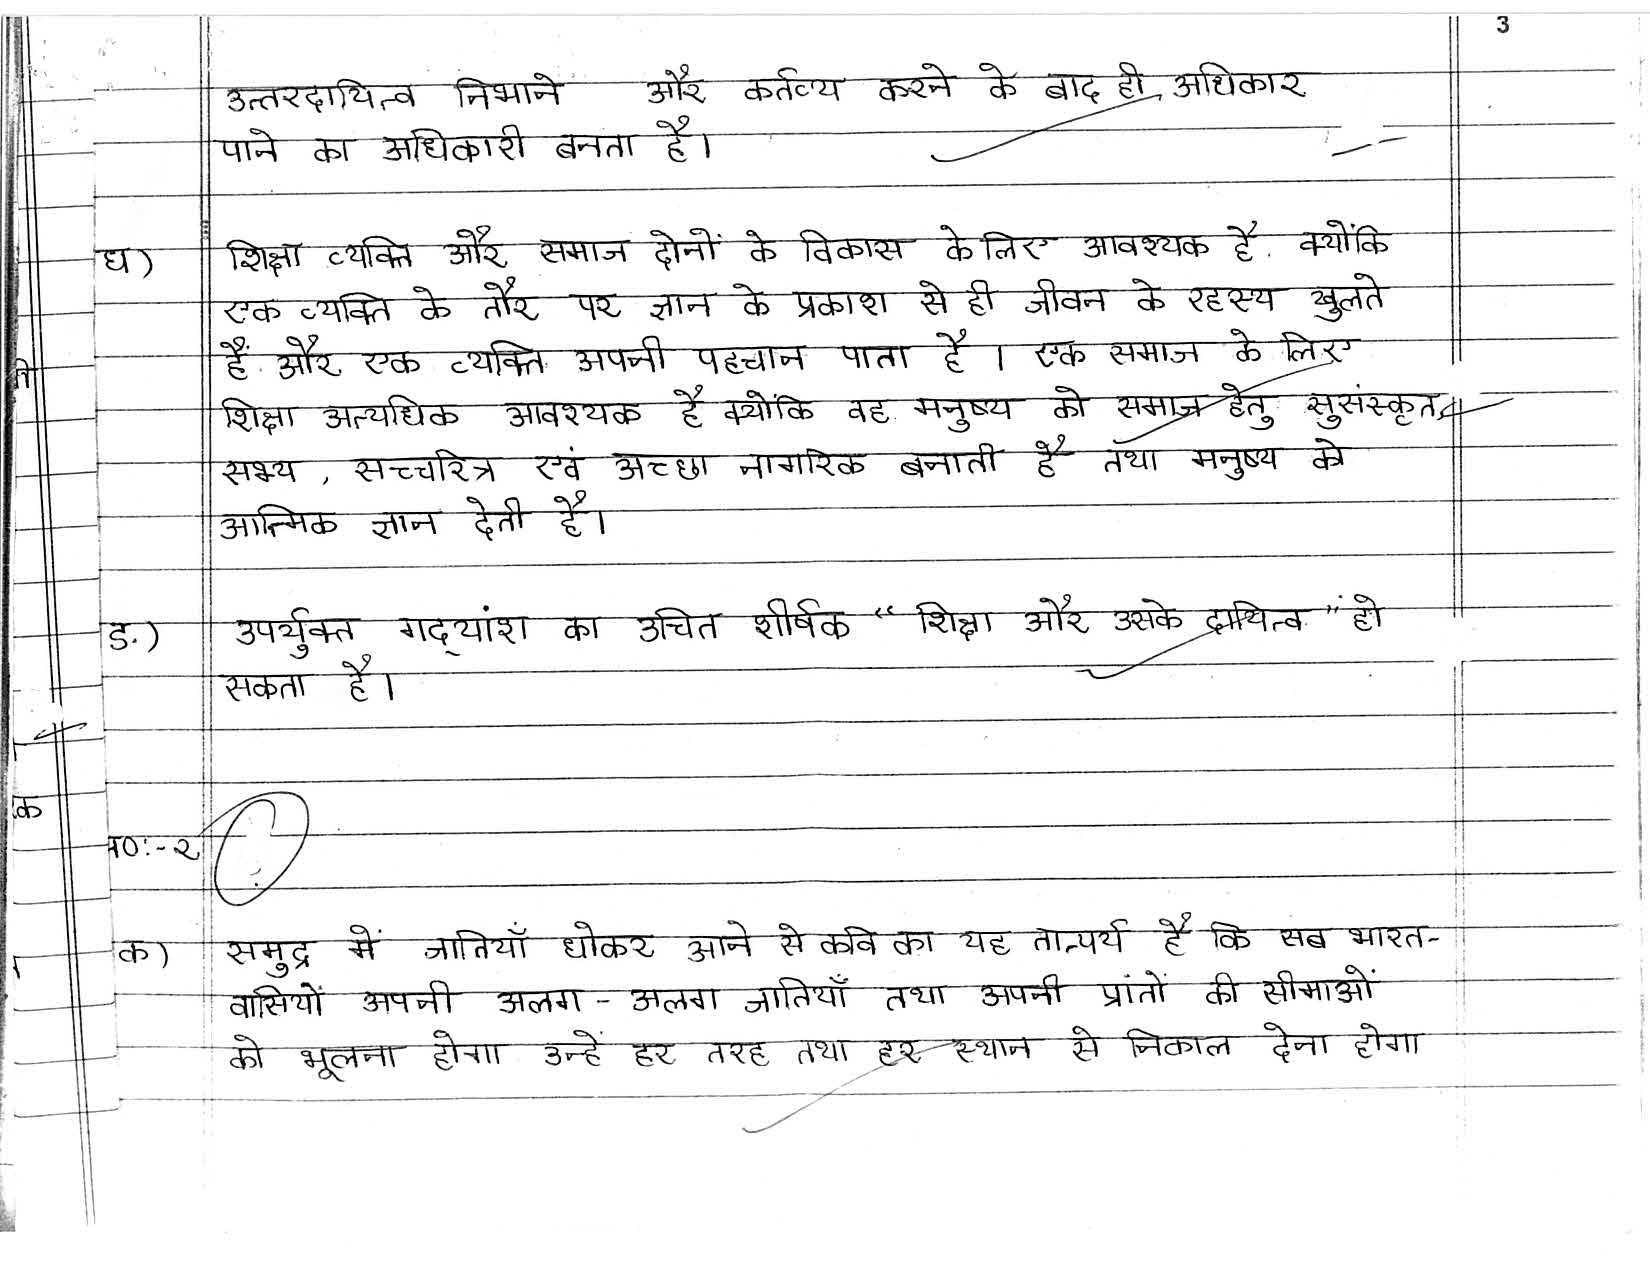 3
उत्तरदायित्व निभाने और कर्तव्य करने के बाद ही अधिकार
पाने का अधिकारी बनता है।
घ) शिक्षा व्यक्ति और समाज दोनों के विकास के लिए आवश्यक है. क्योंकि
एक व्यक्ति के तौर पर ज्ञान के प्रकाश से ही जीवन के रहस्य खुलते
हैं और एक व्यक्ति अपनी पहचान पाता है । एक समाज के लिए
शिक्षा अत्यधिक आवश्यक है क्योंकि वह मनुष्य को समाज हेतु सुसंस्कृत,
सभ्य , सच्चरित्र एवं अच्छा नागरिक बनाती है तथा मनुष्य को
आत्मिक ज्ञान देती है।
ङ.) उपर्युक्त गद्‌यांश का उचित शीर्षक “ शिक्षा और उसके दायित्व ” हो
सकता है।
क
नo:-२
क) समुद्र में जातियाँ धोकर आने से कवि का यह तात्पर्य है कि सब भारत-
वासियों अपनी अलग - अलग जातियाँ तथा अपनी प्रांतों की सीमाओं
को भूलना होगा उन्हें हर तरह तथा हर स्थान से निकाल देना होगा